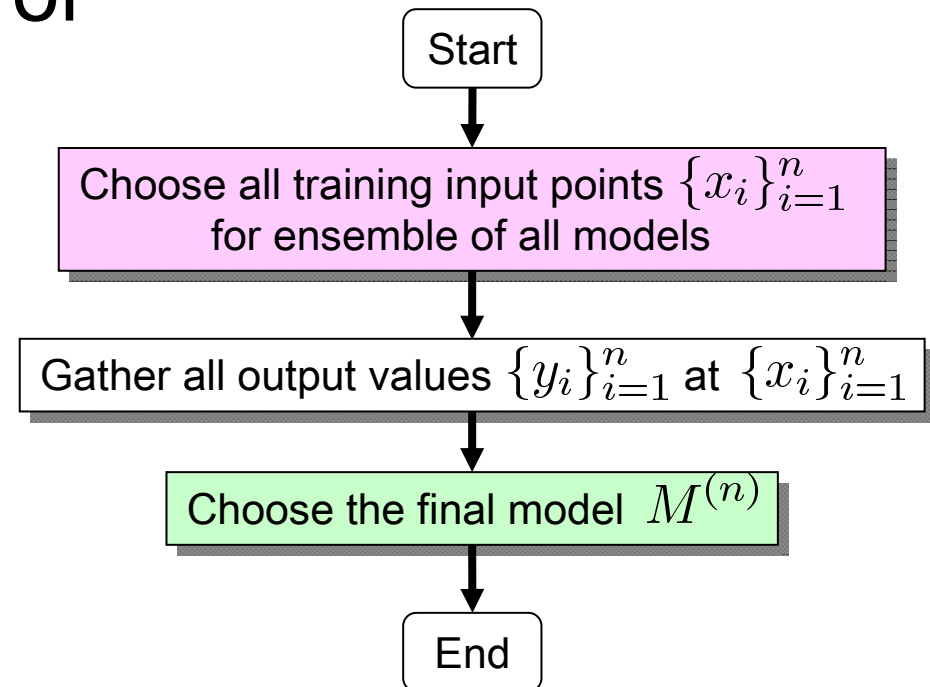 Start
Choose all training input points $\{x_i\}_{i=1}^{n}$
for ensemble of all models
Gather all output values $\{y_i\}_{i=1}^{n}$ at $\{x_i\}_{i=1}^{n}$
Choose the final model $M^{(n)}$
End